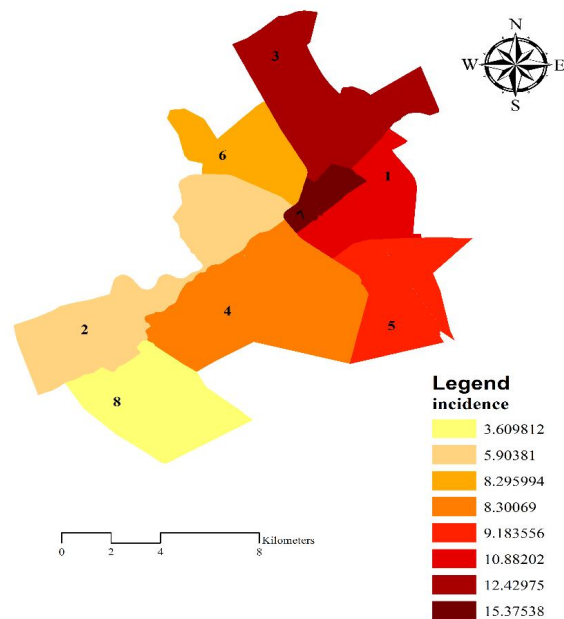 N
W E
S
3
6
1
7
2
4
5
8
Legend
incidence
3.609812
5.90381
8.295994
8.30069
9.183556
10.88202
12.42975
15.37538
Kilometers
0 2 4 8